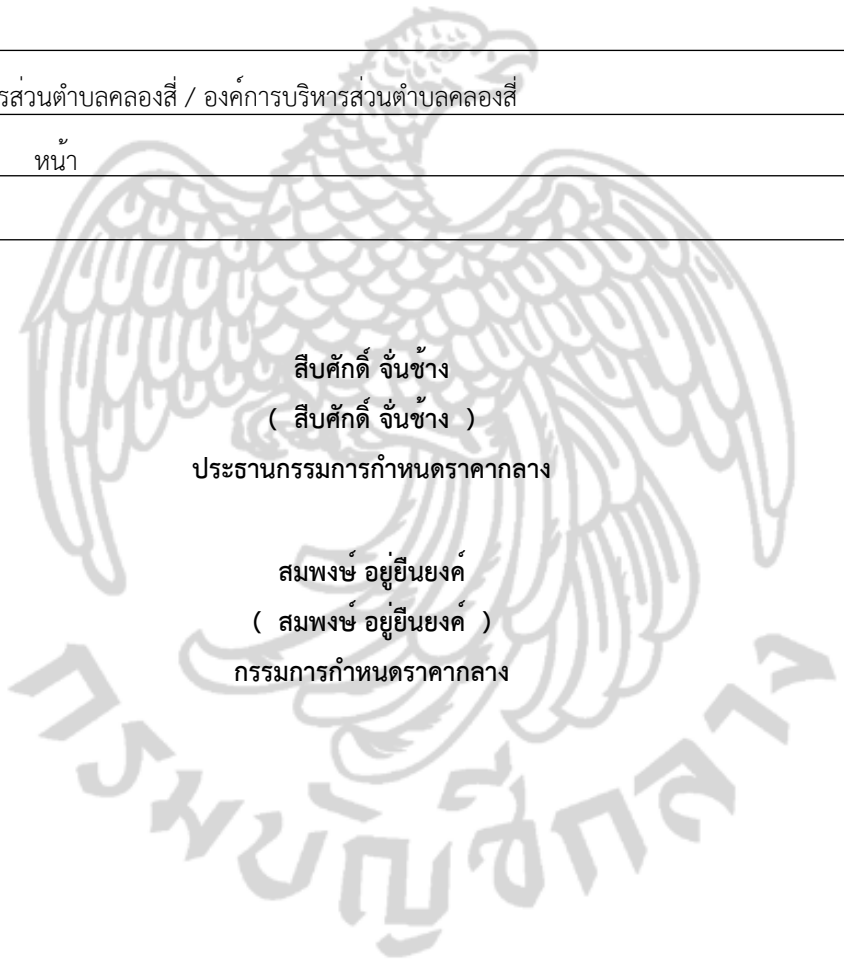 รส่วนตำบลคลองสี่ / องค์การบริหารส่วนตำบลคลองสี่
หน้า
สืบศักดิ์ จั่นช้าง
( สืบศักดิ์ จั่นช้าง )
ประธานกรรมการกำหนดราคากลาง
สมพงษ์ อยู่ยืนยงค์
( สมพงษ์ อยู่ยืนยงค์ )
กรรมการกำหนดราคากลาง
กรมบัญชีกลาง